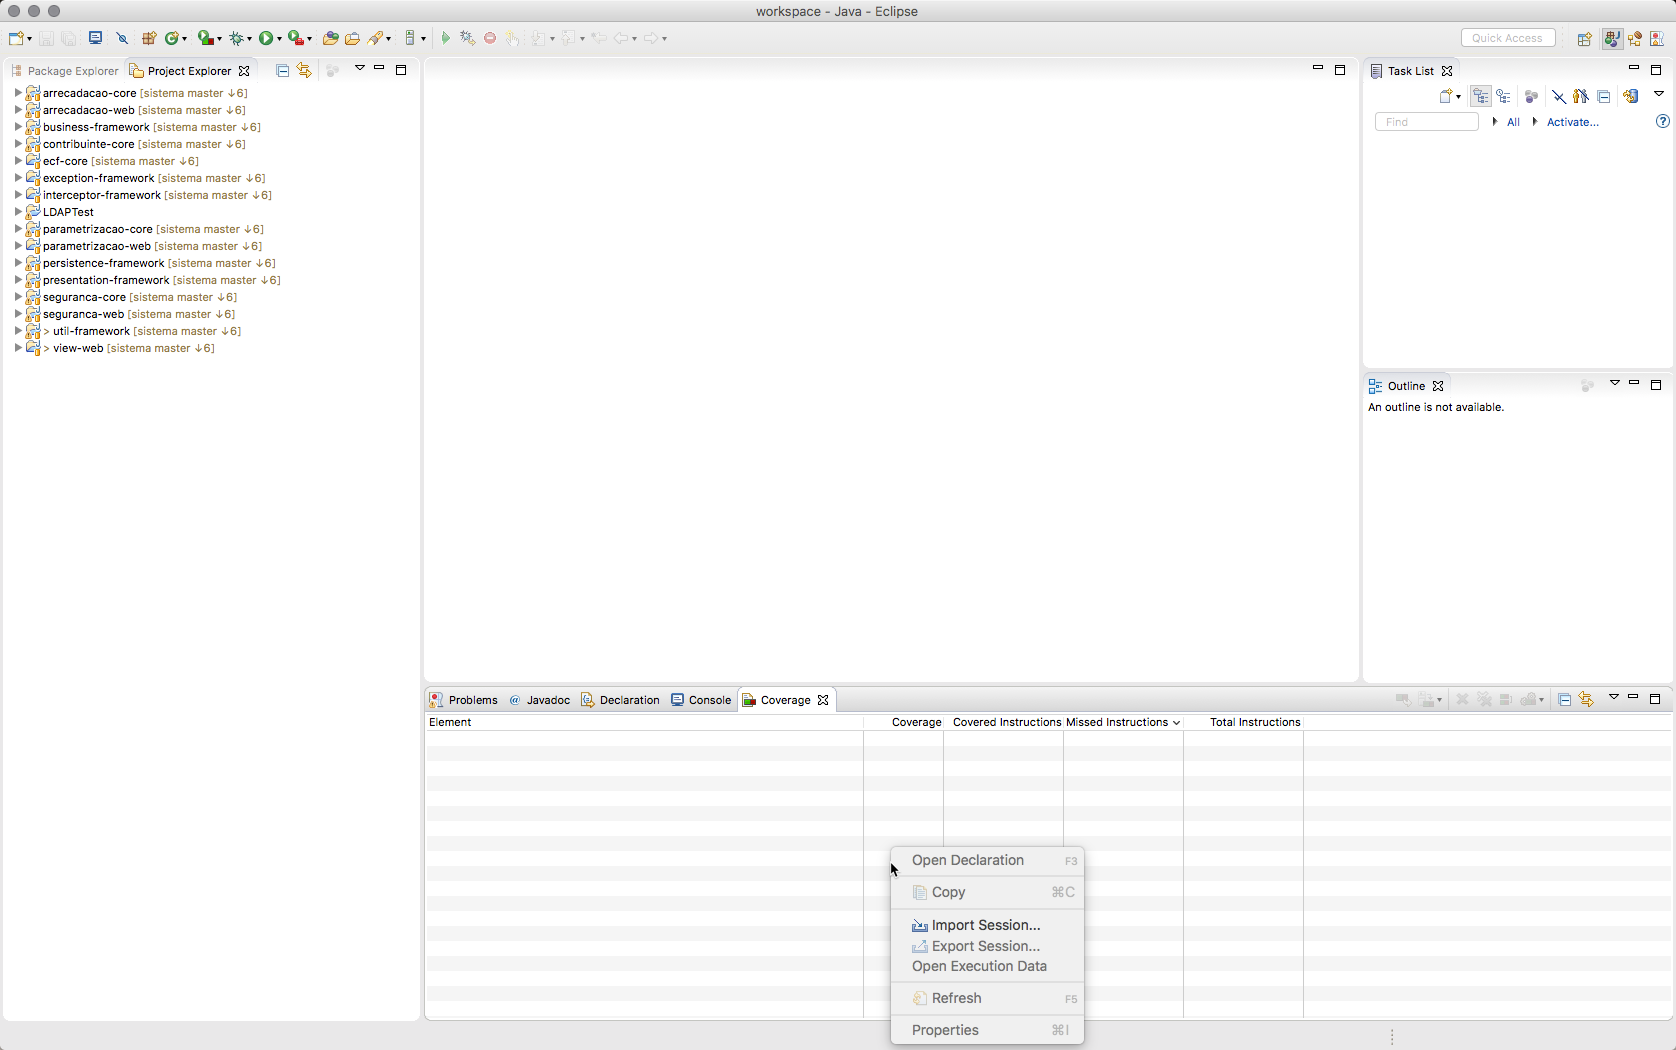 workspace - Java - Eclipse
Quick Access
Package Explorer
Project Explorer
arrecadacao-core [sistema master ↓6]
arrecadacao-web [sistema master ↓6]
business-framework [sistema master ↓6]
contribuinte-core [sistema master ↓6]
ecf-core [sistema master ↓6]
exception-framework [sistema master ↓6]
interceptor-framework [sistema master ↓6]
LDAPTest
parametrizacao-core [sistema master ↓6]
parametrizacao-web [sistema master ↓6]
persistence-framework [sistema master ↓6]
presentation-framework [sistema master ↓6]
seguranca-core [sistema master ↓6]
seguranca-web [sistema master ↓6]
> util-framework [sistema master ↓6]
> view-web [sistema master ↓6]
Task List
Find
All
Activate...
Outline
An outline is not available.
Problems
@ Javadoc
Declaration
Console
Coverage
Element
Coverage
Covered Instructions
Missed Instructions
Total Instructions
Open Declaration F3
Copy ⌘C
Import Session...
Export Session...
Open Execution Data
Refresh F5
Properties ⌘I